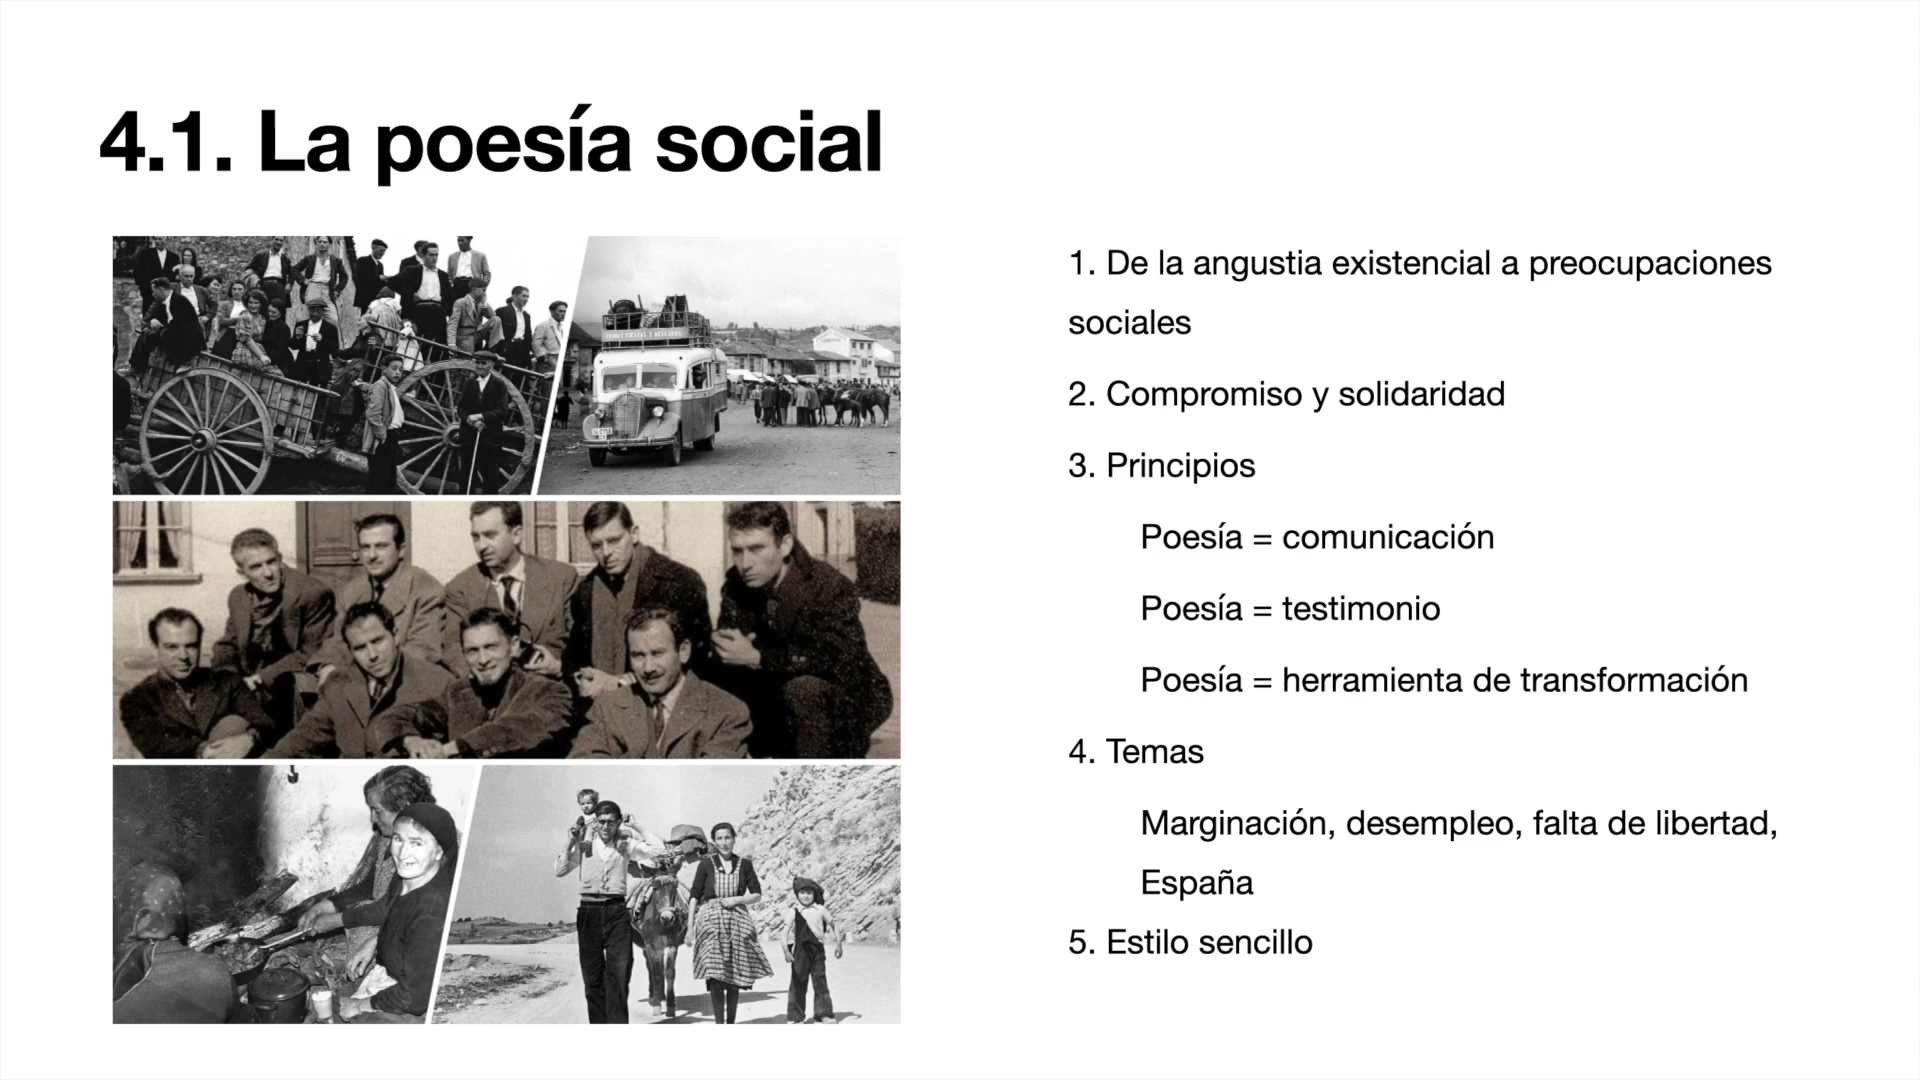 4.1. La poesía social
1. De la angustia existencial a preocupaciones
sociales
2. Compromiso y solidaridad
3. Principios
Poesía = comunicación
Poesía = testimonio
Poesía = herramienta de transformación
4. Temas
Marginación, desempleo, falta de libertad,
España
5. Estilo sencillo